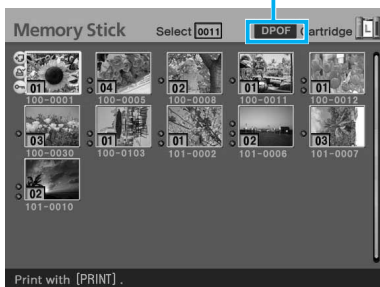 Memory Stick Select 0011 DPOF Cartridge L
01 04 02 01 01
100-0001 100-0005 100-0008 100-0011 100-0012
03 01 01 02 03
100-0030 100-0103 101-0002 101-0006 101-0007
02
101-0010
Print with [PRINT] .